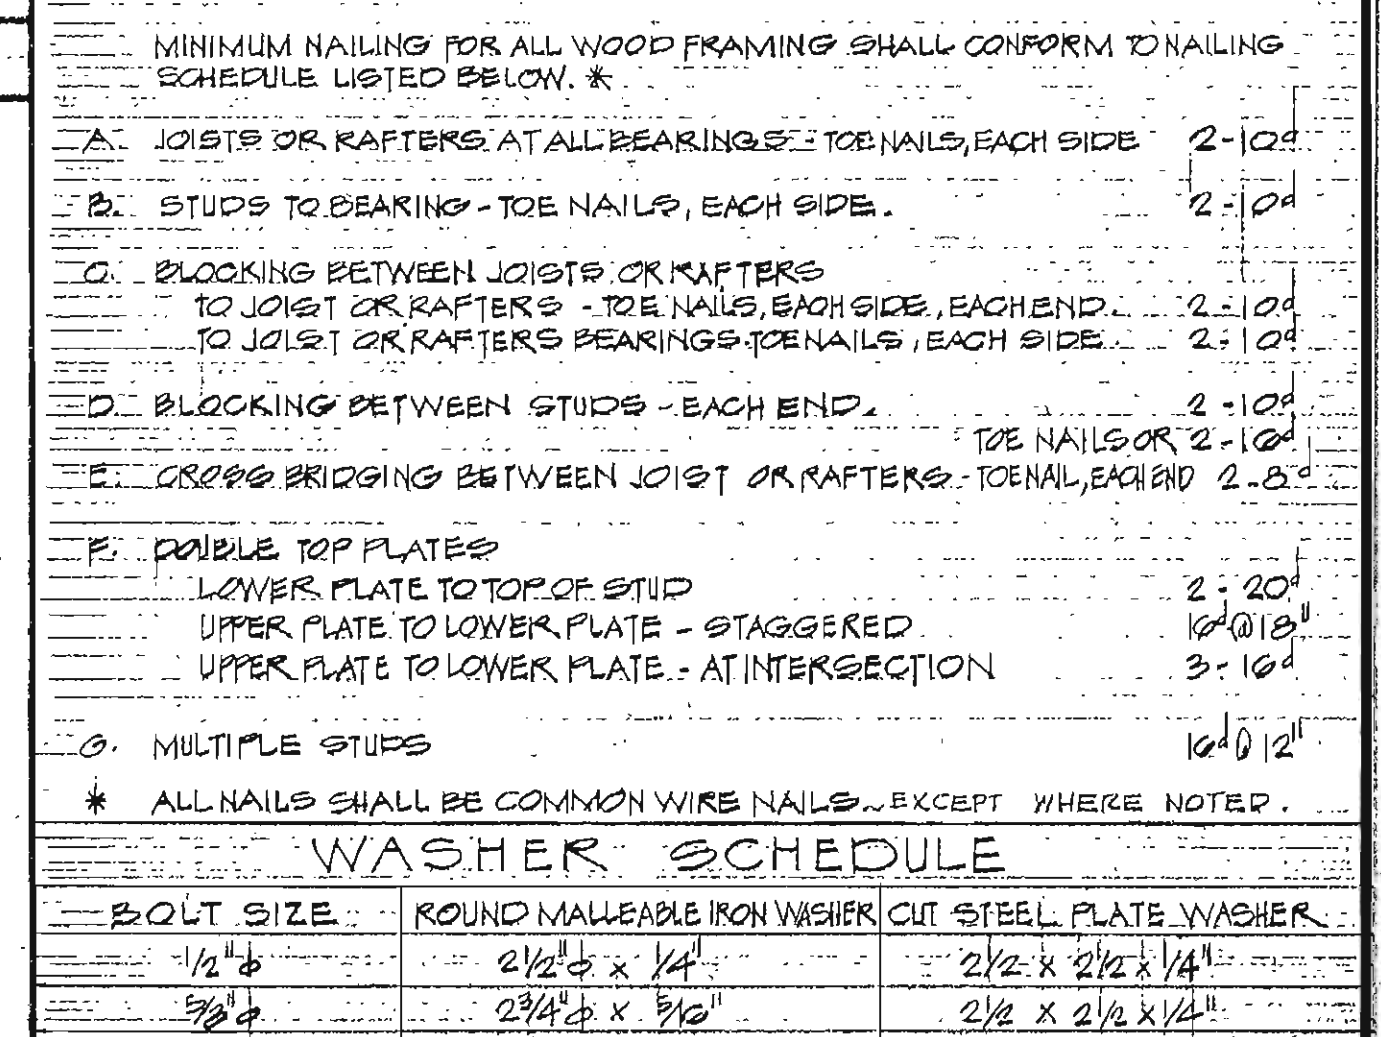 MINIMUM NAILING FOR ALL WOOD FRAMING SHALL CONFORM TO NAILING
SCHEDULE LISTED BELOW. *
A. JOISTS OR RAFTERS AT ALL BEARINGS - TOE NAILS, EACH SIDE 2-10d
B. STUDS TO BEARING - TOE NAILS, EACH SIDE. 2-10d
C. BLOCKING BETWEEN JOISTS OR RAFTERS
TO JOIST OR RAFTERS - TOE NAILS, EACH SIDE, EACH END. 2-10d
TO JOIST OR RAFTERS BEARINGS-TOE NAILS, EACH SIDE. 2-10d
D. BLOCKING BETWEEN STUDS - EACH END. 2-10d
TOE NAILS OR 2-16d
E. CROSS BRIDGING BETWEEN JOIST OR RAFTERS - TOE NAIL, EACH END 2-8d
F. DOUBLE TOP PLATES
LOWER PLATE TO TOP OF STUD 2-20d
UPPER PLATE TO LOWER PLATE - STAGGERED 16d@18"
UPPER PLATE TO LOWER PLATE - AT INTERSECTION 3-16d
G. MULTIPLE STUDS 16d@12"
* ALL NAILS SHALL BE COMMON WIRE NAILS - EXCEPT WHERE NOTED.
WASHER SCHEDULE
BOLT SIZE ROUND MALLEABLE IRON WASHER CUT STEEL PLATE WASHER
1/2"φ 2 1/2"φ x 1/4" 2 1/2 x 2 1/2 x 1/4"
5/8"φ 2 3/4"φ x 5/16" 2 1/2 x 2 1/2 x 1/4"